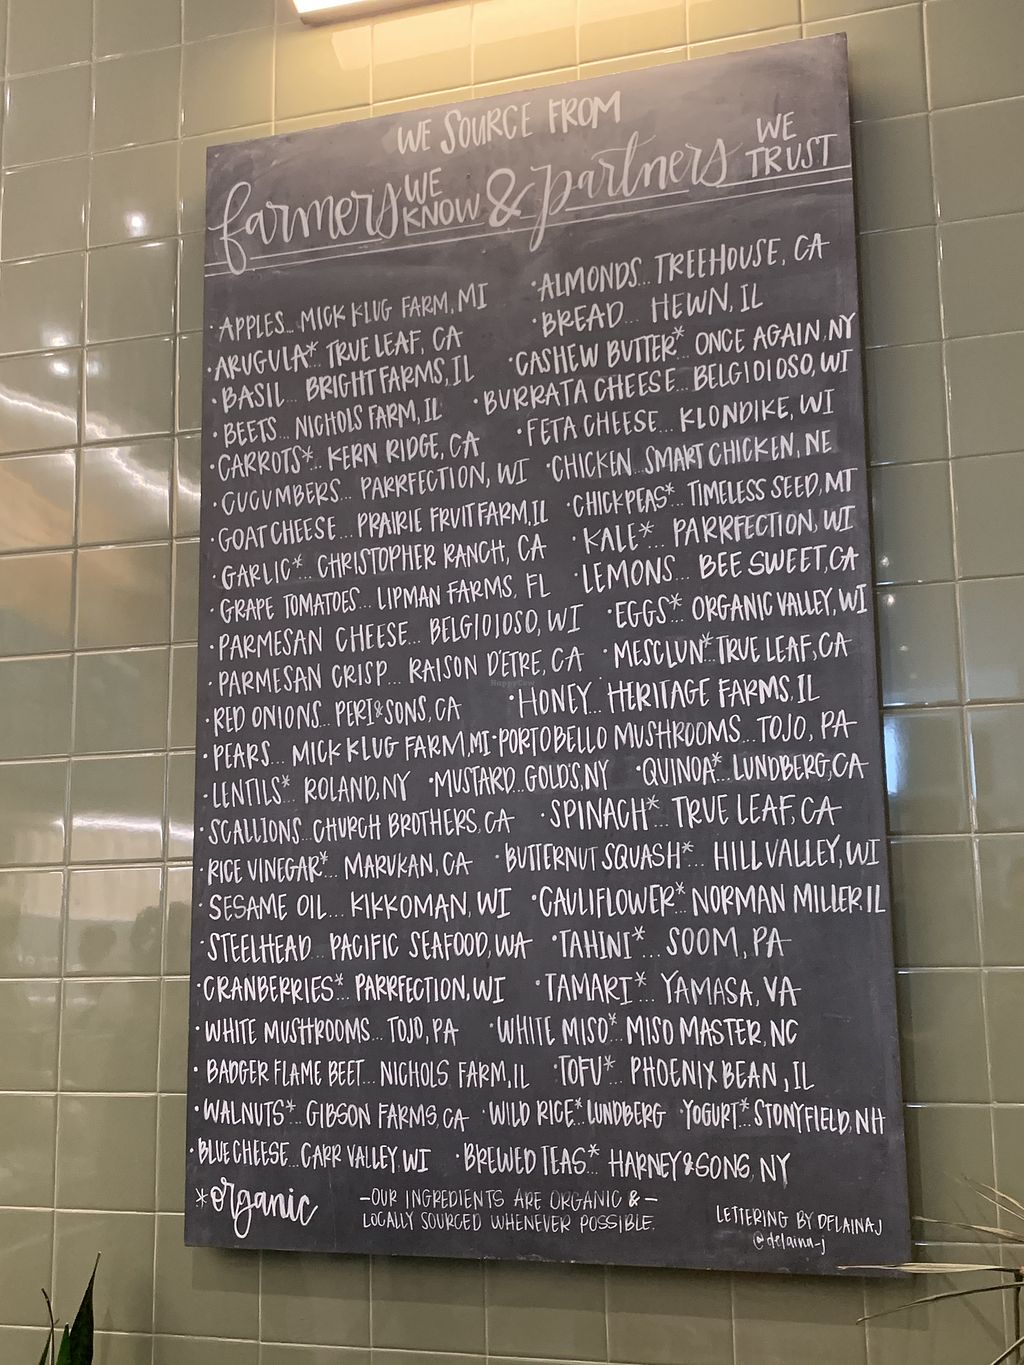 WE SOURCE FROM
farmers WE KNOW & partners WE TRUST
·APPLES... MICK KLUG FARM, MI ·ALMONDS... TREEHOUSE, CA
·ARUGULA* TRUE LEAF, CA ·BREAD... HEWN, IL
·BASIL... BRIGHTFARMS, IL ·CASHEW BUTTER*... ONCE AGAIN, NY
·BEETS... NICHOLS FARM, IL ·BURRATA CHEESE... BELGIOIOSO, WI
·CARROTS*... KERN RIDGE, CA ·FETA CHEESE... KLONDIKE, WI
·CUCUMBERS... PARRFECTION, WI ·CHICKEN... SMART CHICKEN, NE
·GOAT CHEESE... PRAIRIE FRUIT FARM, IL ·CHICKPEAS*... TIMELESS SEED, MT
·GARLIC*... CHRISTOPHER RANCH, CA ·KALE*... PARRFECTION, WI
·GRAPE TOMATOES... LIPMAN FARMS, FL ·LEMONS... BEE SWEET, CA
·PARMESAN CHEESE... BELGIOIOSO, WI ·EGGS*... ORGANIC VALLEY, WI
·PARMESAN CRISP... RAISON D'ETRE, CA ·MESCLUN*... TRUE LEAF, CA
·RED ONIONS... PERI&SONS, CA ·HONEY... HERITAGE FARMS, IL
·PEARS... MICK KLUG FARM, MI ·PORTOBELLO MUSHROOMS... TOJO, PA
·LENTILS*... ROLAND, NY ·MUSTARD... GOLD'S, NY ·QUINOA*... LUNDBERG, CA
·SCALLIONS... CHURCH BROTHERS, CA ·SPINACH*... TRUE LEAF, CA
·RICE VINEGAR*... MARUKAN, CA ·BUTTERNUT SQUASH*... HILL VALLEY, WI
·SESAME OIL... KIKKOMAN, WI ·CAULIFLOWER*... NORMAN MILLER IL
·STEELHEAD... PACIFIC SEAFOOD, WA ·TAHINI*... SOOM, PA
·CRANBERRIES*... PARRFECTION, WI ·TAMARI*... YAMASA, VA
·WHITE MUSHROOMS... TOJO, PA ·WHITE MISO*... MISO MASTER, NC
·BADGER FLAME BEET... NICHOLS FARM, IL ·TOFU*... PHOENIX BEAN, IL
·WALNUTS*... GIBSON FARMS, CA ·WILD RICE*... LUNDBERG ·YOGURT*... STONYFIELD, NH
·BLUE CHEESE... CARR VALLEY, WI ·BREWED TEAS*... HARNEY&SONS, NY
*organic
—OUR INGREDIENTS ARE ORGANIC &—
LOCALLY SOURCED WHENEVER POSSIBLE.
LETTERING BY DELAINAJ
@delaina-j
HappyCow